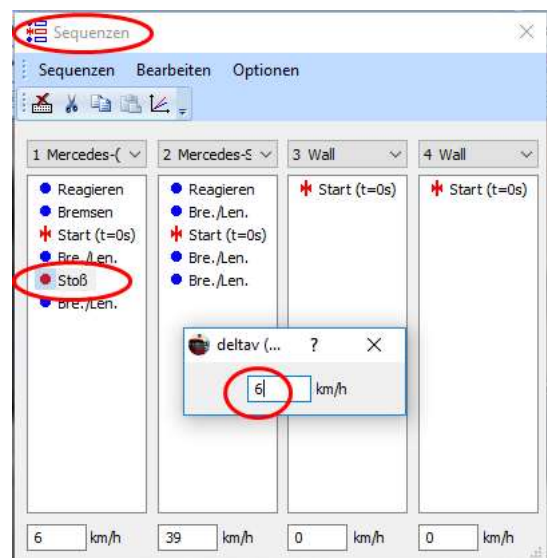 Sequenzen
Sequenzen Bearbeiten Optionen
1 Mercedes-( 2 Mercedes-S 3 Wall 4 Wall
Reagieren Reagieren Start (t=0s) Start (t=0s)
Bremsen Bre./Len.
Start (t=0s) Start (t=0s)
Bre./Len. Bre./Len.
Stoß Bre./Len.
Bre./Len.
deltav (... ?
6 km/h
6 km/h 39 km/h 0 km/h 0 km/h